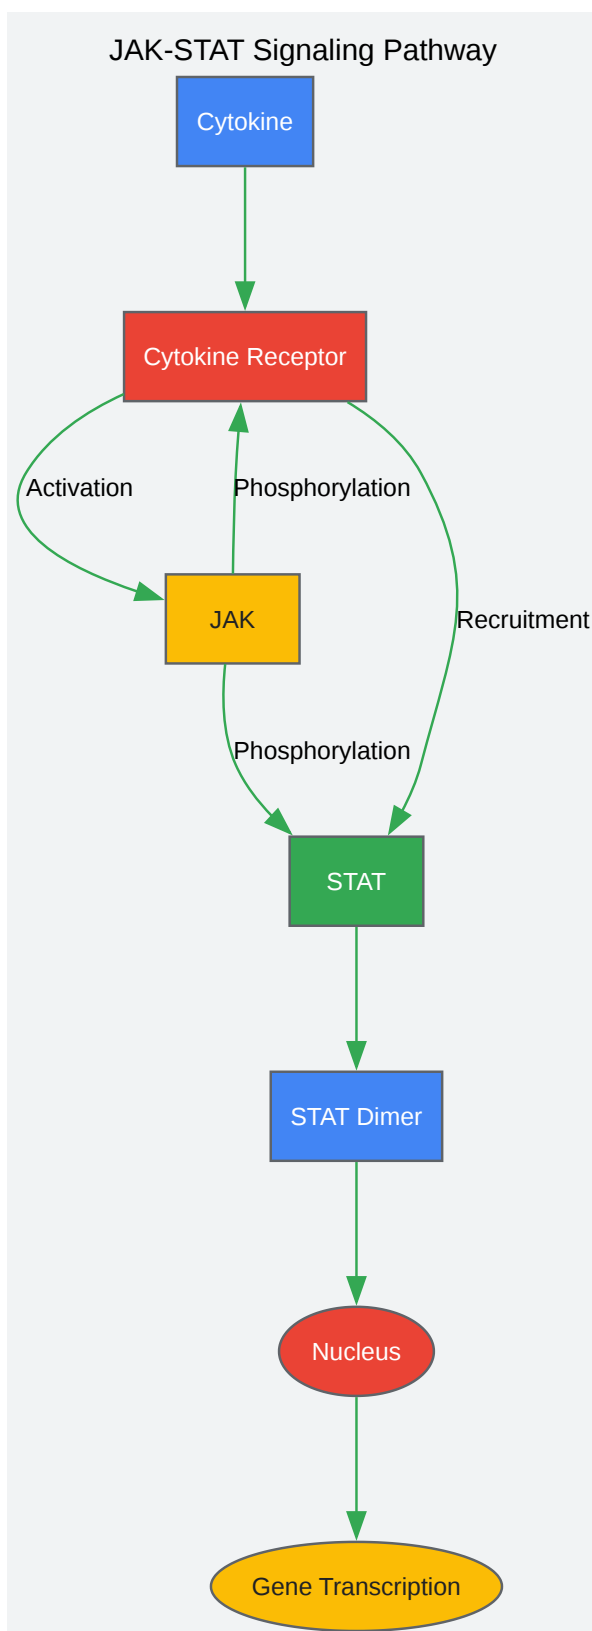 JAK-STAT Signaling Pathway
Cytokine
Cytokine Receptor
Activation
Phosphorylation
JAK
Recruitment
Phosphorylation
STAT
STAT Dimer
Nucleus
Gene Transcription